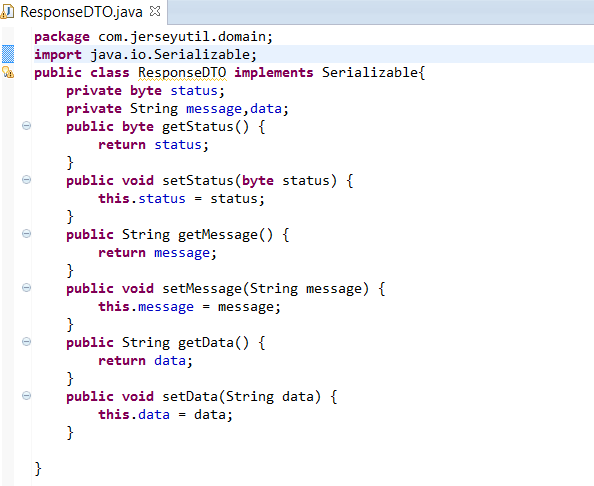 ResponseDTO.java
package com.jerseyutil.domain;
import java.io.Serializable;
public class ResponseDTO implements Serializable{
    private byte status;
    private String message,data;
    public byte getStatus() {
        return status;
    }
    public void setStatus(byte status) {
        this.status = status;
    }
    public String getMessage() {
        return message;
    }
    public void setMessage(String message) {
        this.message = message;
    }
    public String getData() {
        return data;
    }
    public void setData(String data) {
        this.data = data;
    }
}